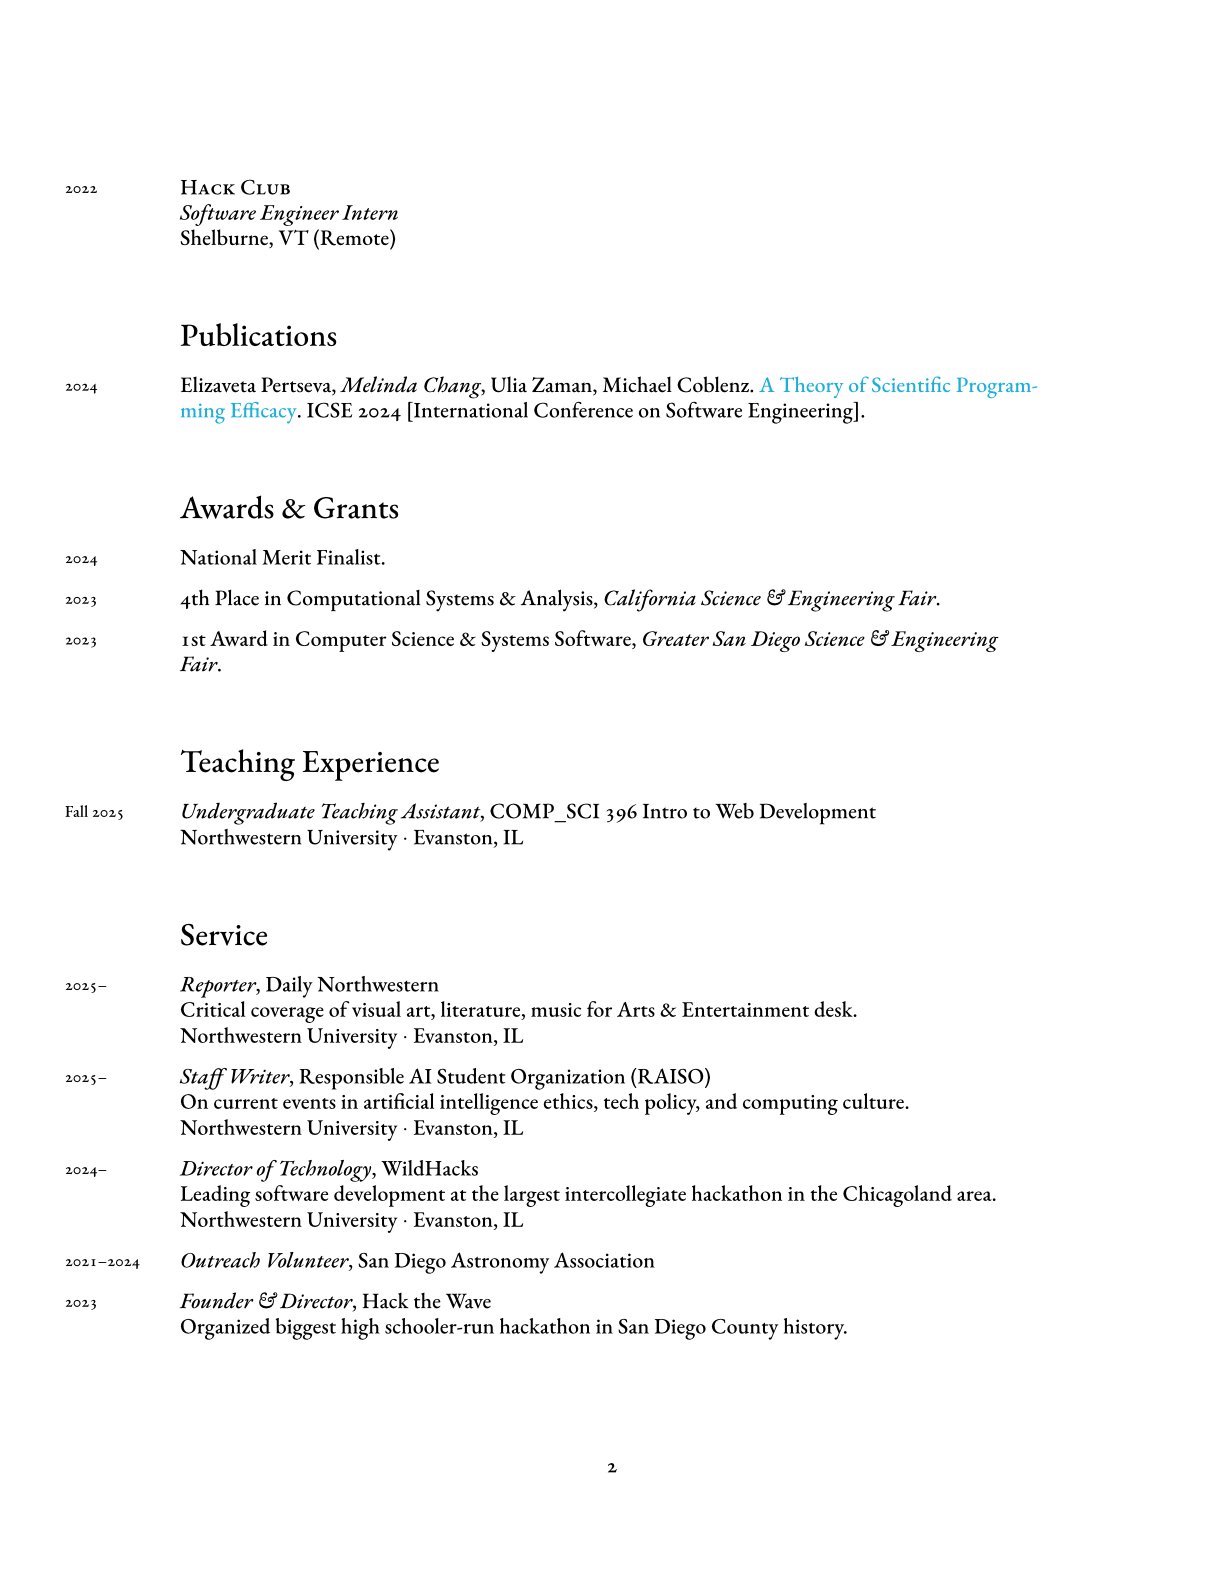 2022 Hack Club
Software Engineer Intern
Shelburne, VT (Remote)
Publications
2024 Elizaveta Pertseva, Melinda Chang, Ulia Zaman, Michael Coblenz. A Theory of Scientific Program-
ming Efficacy. ICSE 2024 [International Conference on Software Engineering].
Awards & Grants
2024 National Merit Finalist.
2023 4th Place in Computational Systems & Analysis, California Science & Engineering Fair.
2023 1st Award in Computer Science & Systems Software, Greater San Diego Science & Engineering
Fair.
Teaching Experience
Fall 2025 Undergraduate Teaching Assistant, COMP_SCI 396 Intro to Web Development
Northwestern University · Evanston, IL
Service
2025– Reporter, Daily Northwestern
Critical coverage of visual art, literature, music for Arts & Entertainment desk.
Northwestern University · Evanston, IL
2025– Staff Writer, Responsible AI Student Organization (RAISO)
On current events in artificial intelligence ethics, tech policy, and computing culture.
Northwestern University · Evanston, IL
2024– Director of Technology, WildHacks
Leading software development at the largest intercollegiate hackathon in the Chicagoland area.
Northwestern University · Evanston, IL
2021–2024 Outreach Volunteer, San Diego Astronomy Association
2023 Founder & Director, Hack the Wave
Organized biggest high schooler-run hackathon in San Diego County history.
2